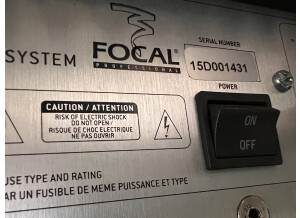 SYSTEM
FOCAL®
PROFESSIONAL
SERIAL NUMBER
15D001431
POWER
ON
OFF
CAUTION / ATTENTION
RISK OF ELECTRIC SHOCK
DO NOT OPEN /
RISQUE DE CHOC ELECTRIQUE
NE PAS OUVRIR
USE TYPE AND RATING
AR UN FUSIBLE DE MEME PUISSANCE ET TYPE